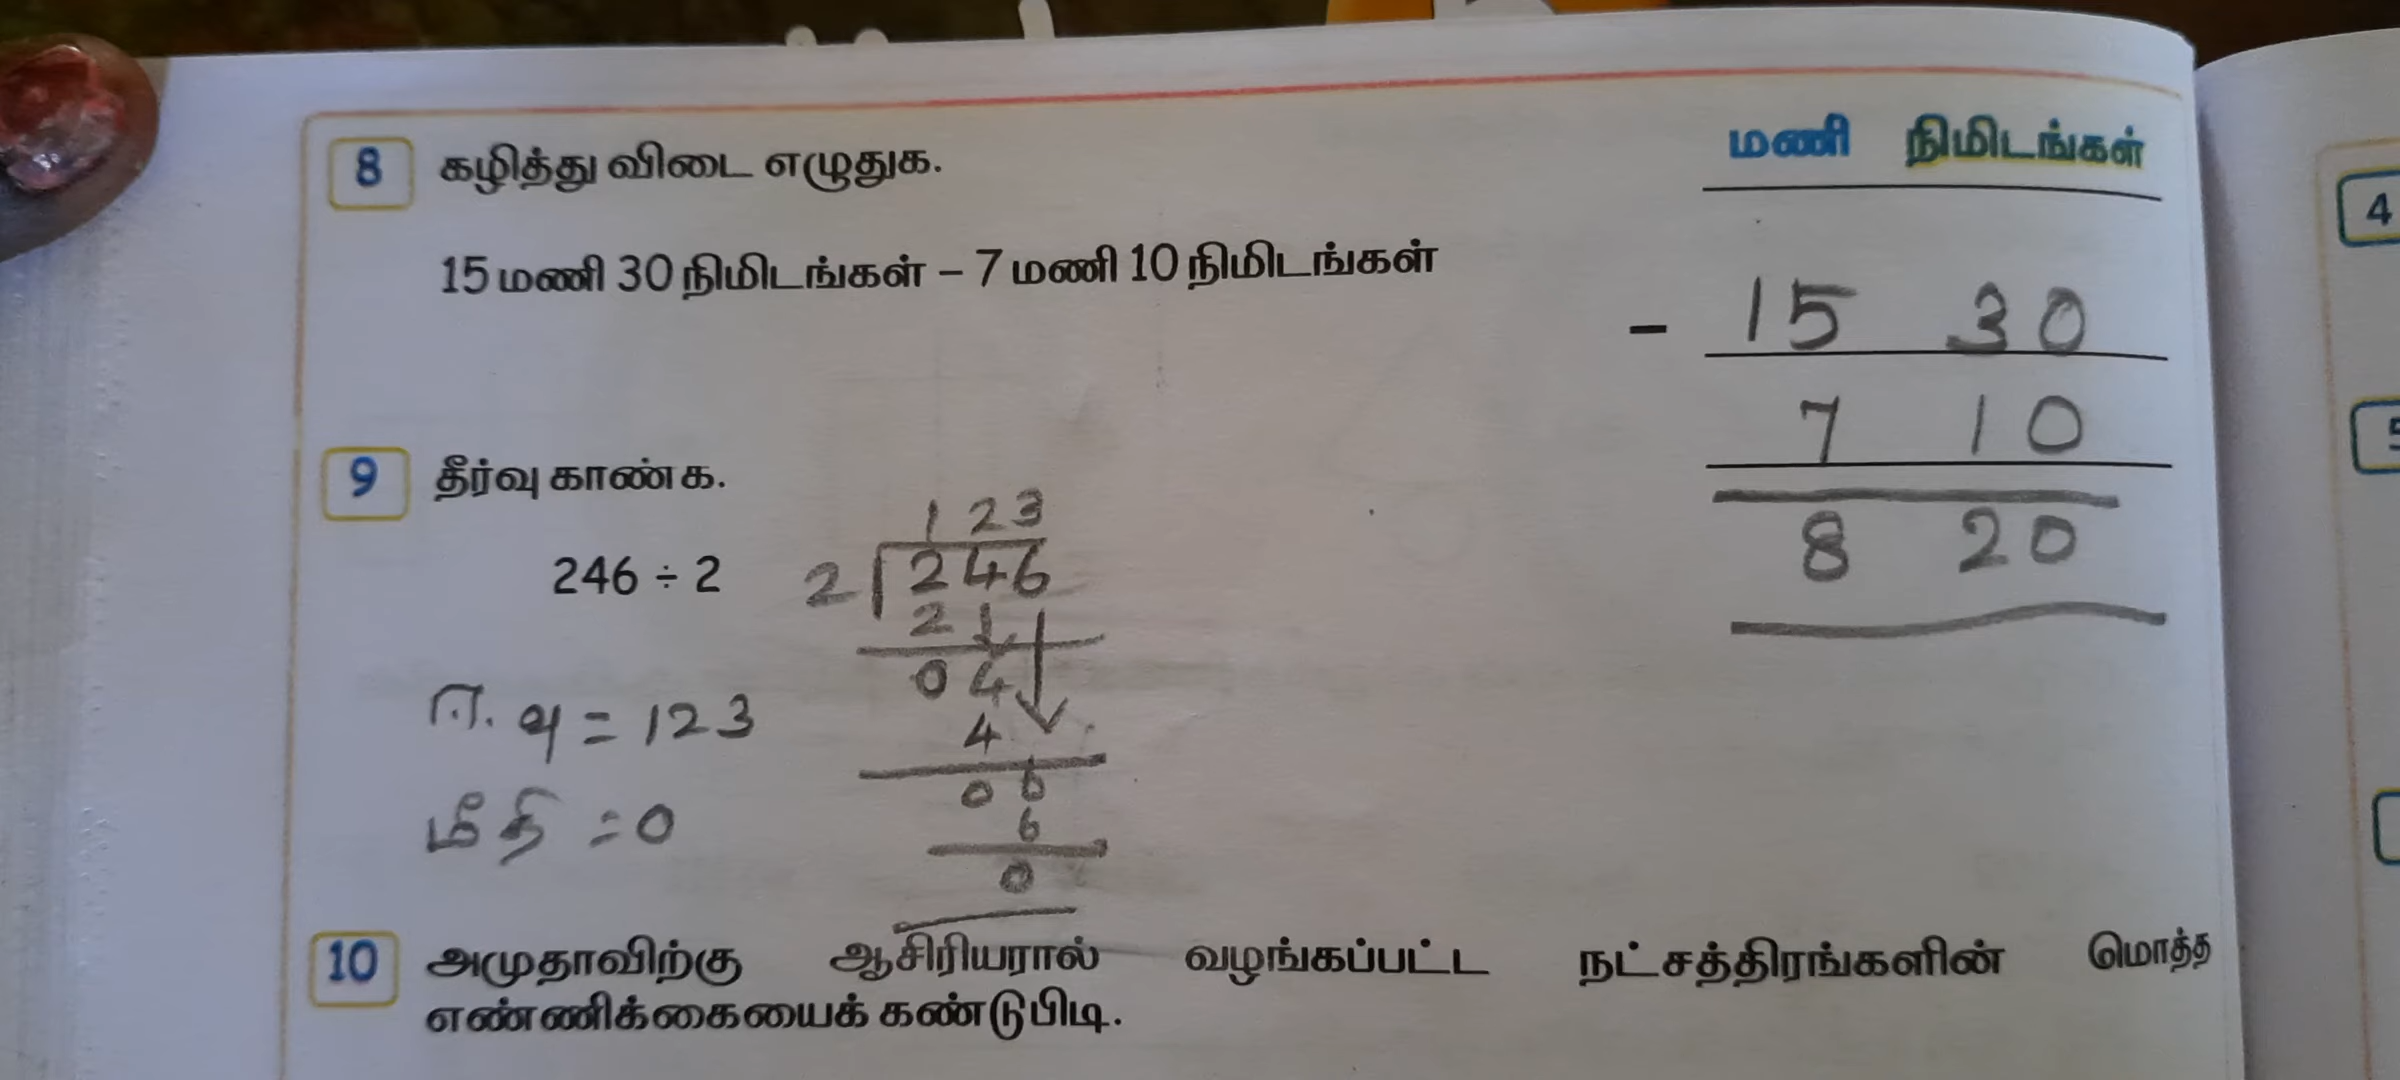 8 கழித்து விடை எழுதுக.
15 மணி 30 நிமிடங்கள் – 7 மணி 10 நிமிடங்கள்
மணி நிமிடங்கள்
– 15 30
7 10
8 20
9 தீர்வு காண்க.
246 ÷ 2
123
2 246
2
04
4
06
6
0
ஈ. வு = 123
மீதி = 0
10 அமுதாவிற்கு ஆசிரியரால் வழங்கப்பட்ட நட்சத்திரங்களின் மொத்த
எண்ணிக்கையைக் கண்டுபிடி.
4
5